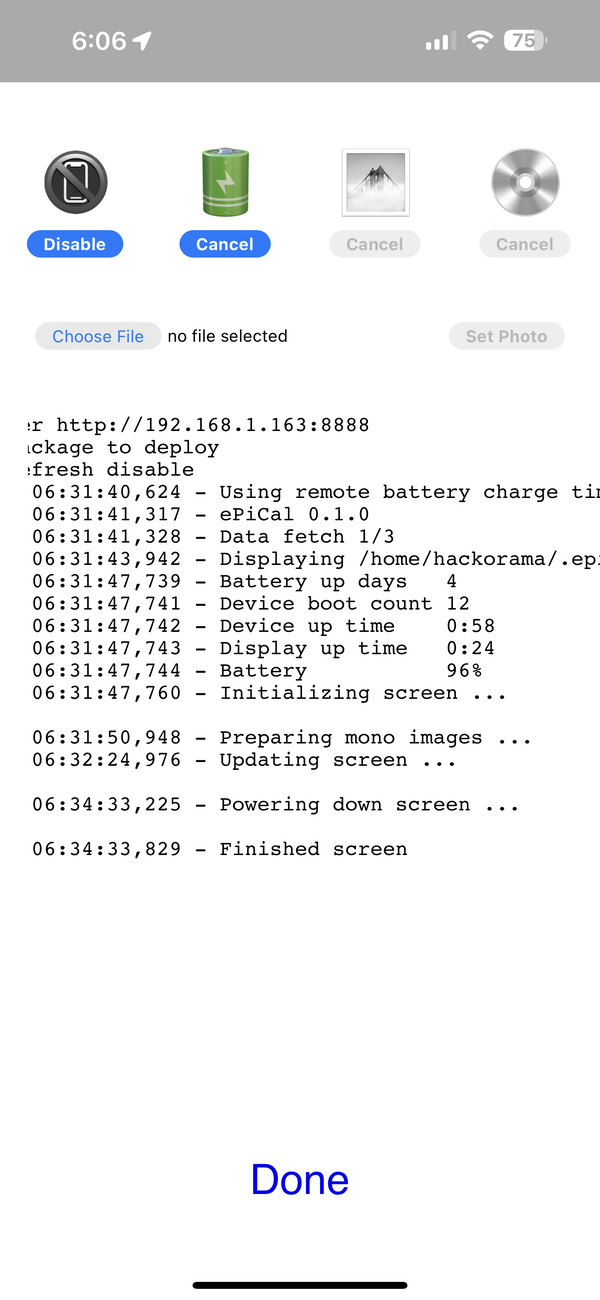 6:06
75
Disable Cancel Cancel Cancel
Choose File no file selected Set Photo
er http://192.168.1.163:8888
ackage to deploy
efresh disable
06:31:40,624 - Using remote battery charge tim
06:31:41,317 - ePiCal 0.1.0
06:31:41,328 - Data fetch 1/3
06:31:43,942 - Displaying /home/hackorama/.epi
06:31:47,739 - Battery up days 4
06:31:47,741 - Device boot count 12
06:31:47,742 - Device up time 0:58
06:31:47,743 - Display up time 0:24
06:31:47,744 - Battery 96%
06:31:47,760 - Initializing screen ...
06:31:50,948 - Preparing mono images ...
06:32:24,976 - Updating screen ...
06:34:33,225 - Powering down screen ...
06:34:33,829 - Finished screen
Done